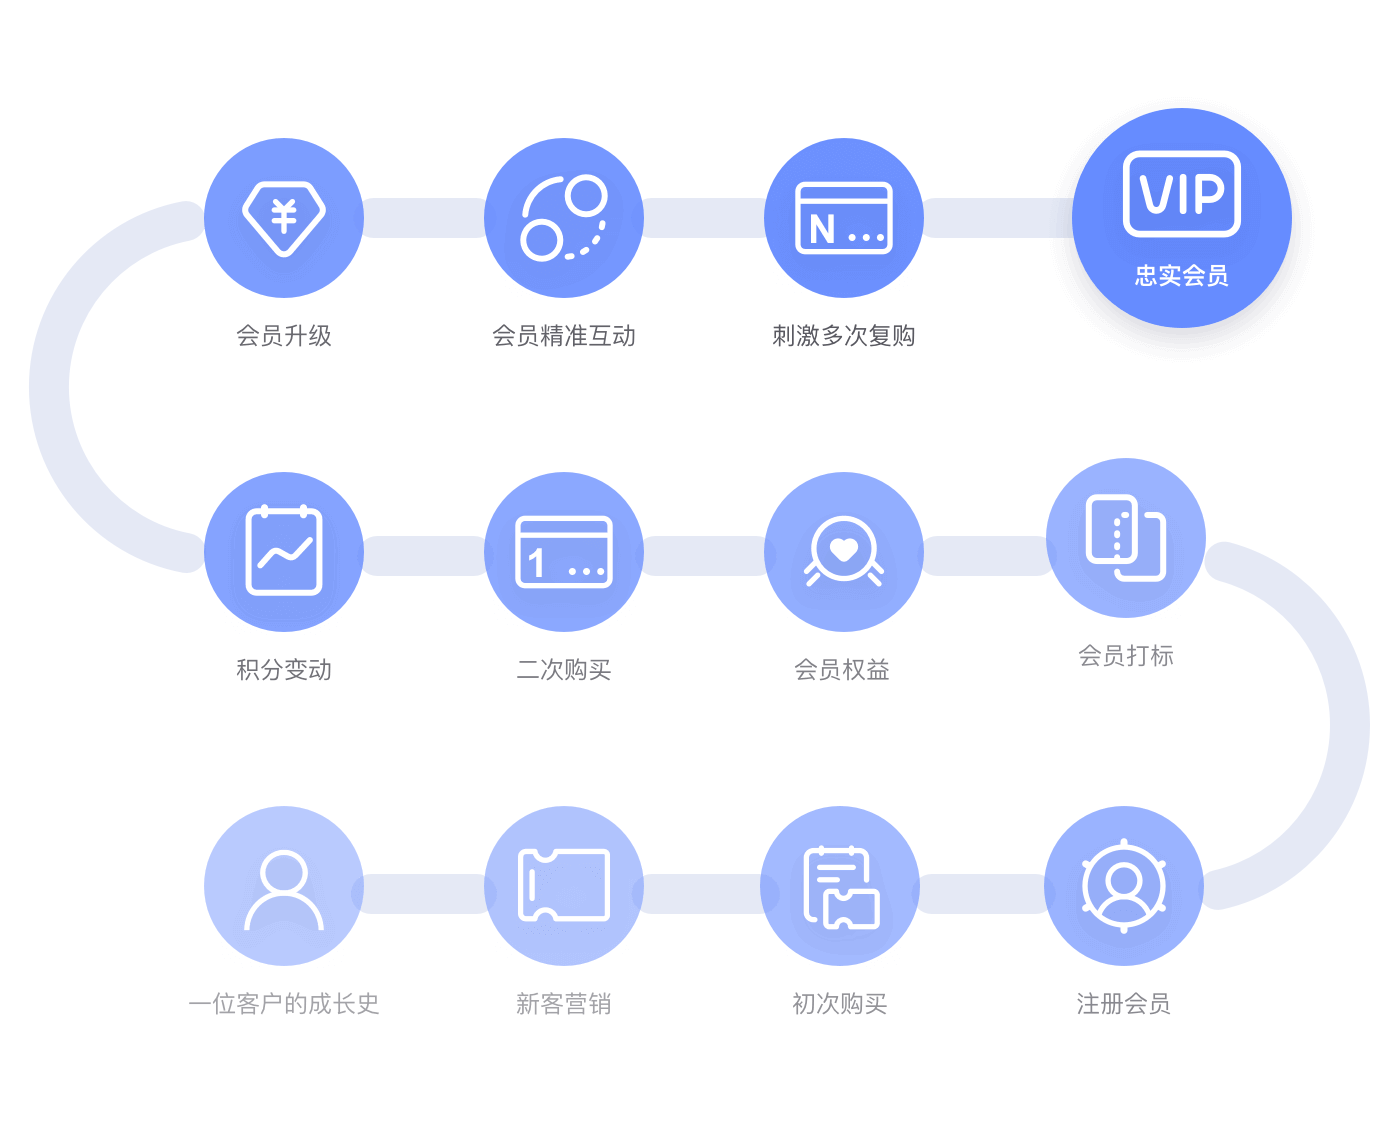 VIP
忠实会员
N ...
会员升级
会员精准互动
刺激多次复购
1 ...
积分变动
二次购买
会员权益
会员打标
一位客户的成长史
新客营销
初次购买
注册会员